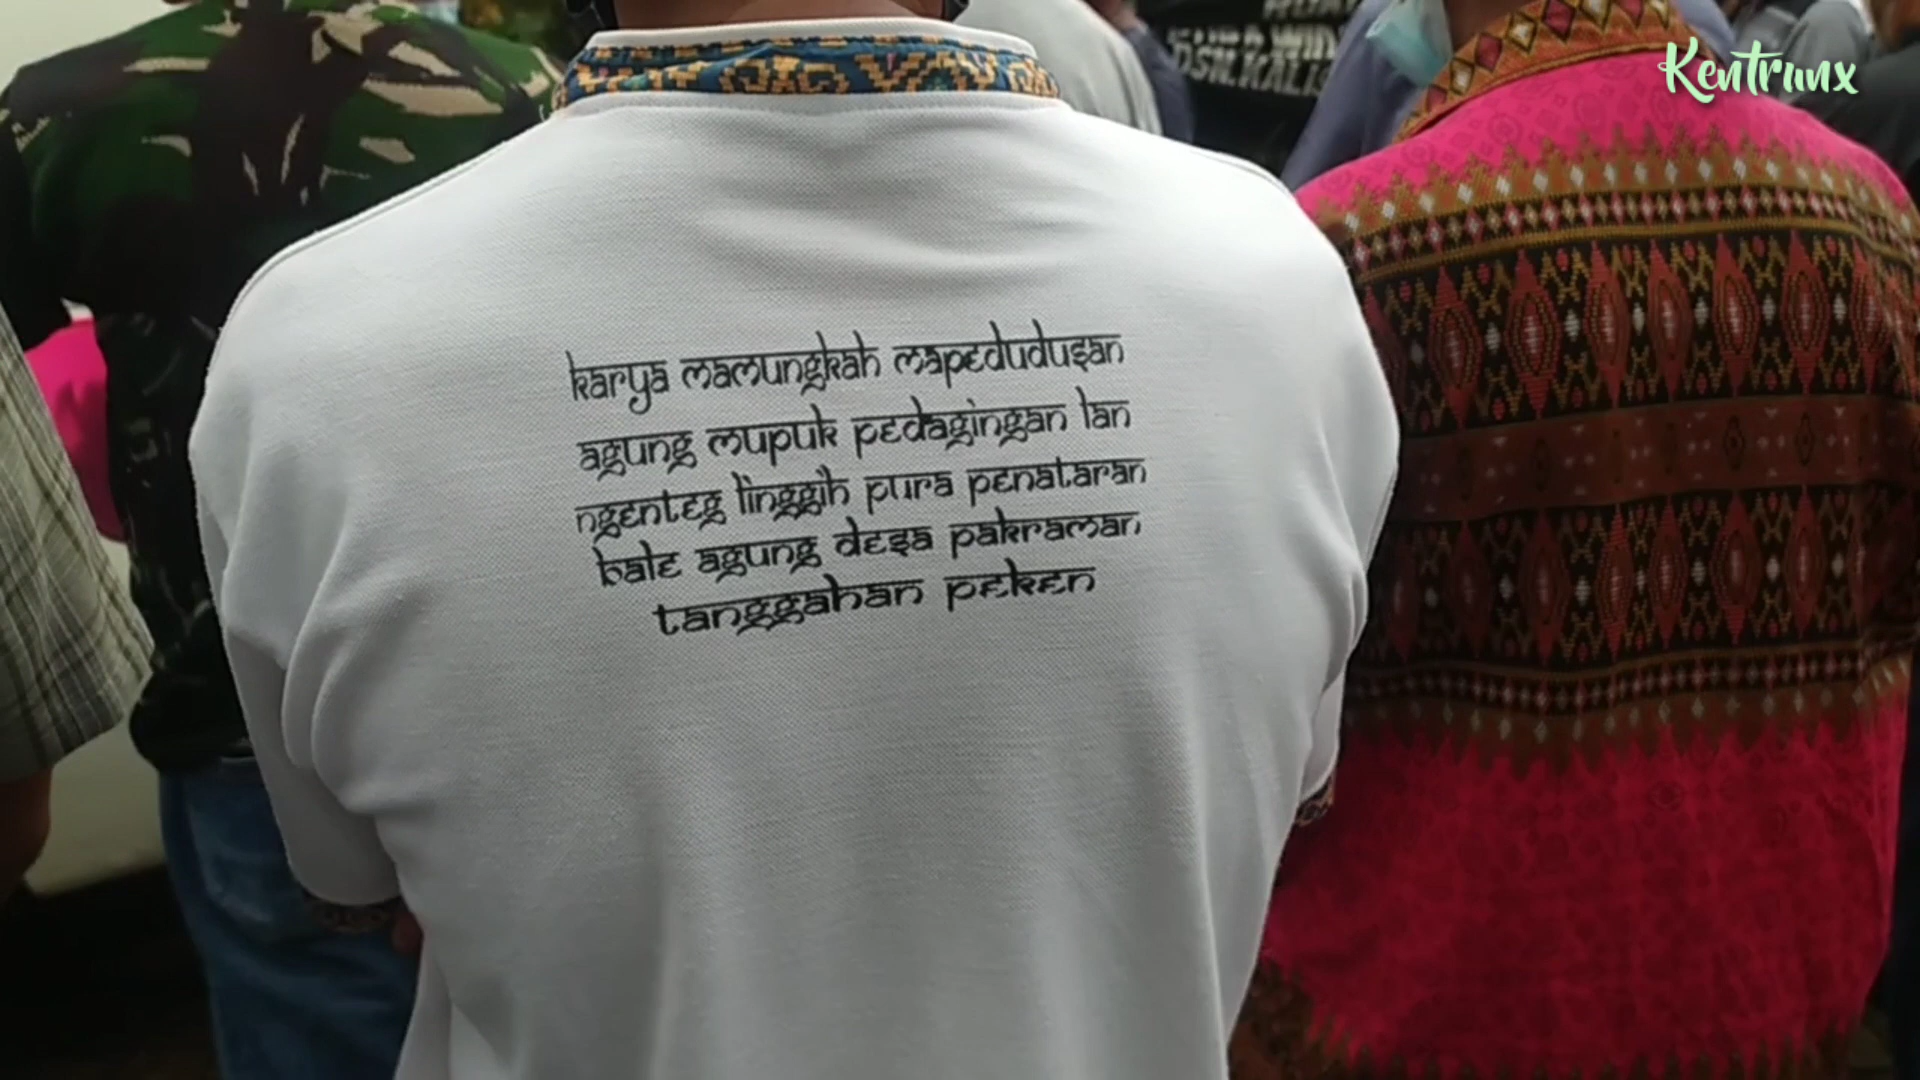 Kentrunx
karya mamungkah mapedudusan
agung mupuk pedagingan lan
ngenteg linggih pura penataran
bale agung desa pakraman
tanggahan peken